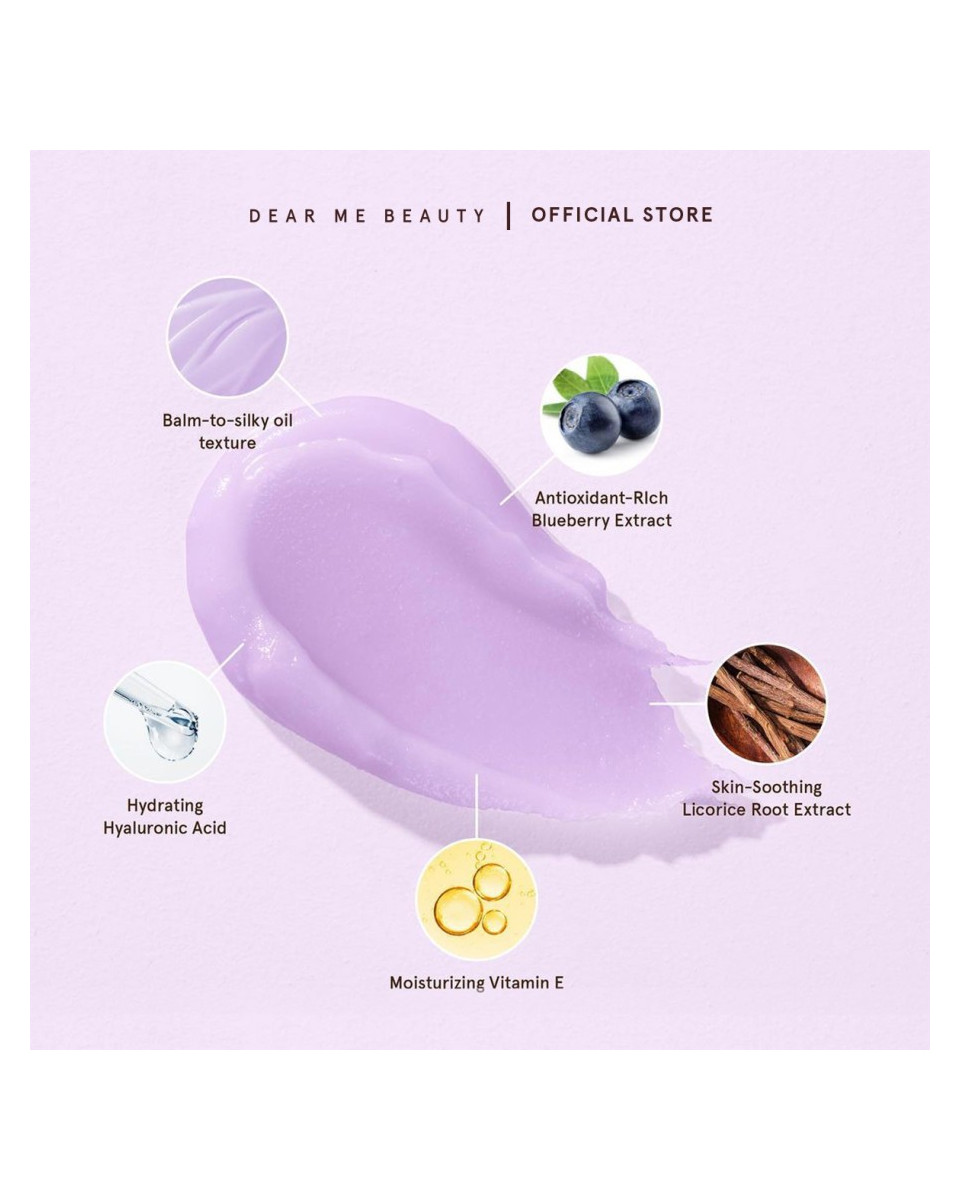 DEAR ME BEAUTY | OFFICIAL STORE
Balm-to-silky oil
texture
Antioxidant-RIch
Blueberry Extract
Hydrating
Hyaluronic Acid
Skin-Soothing
Licorice Root Extract
Moisturizing Vitamin E